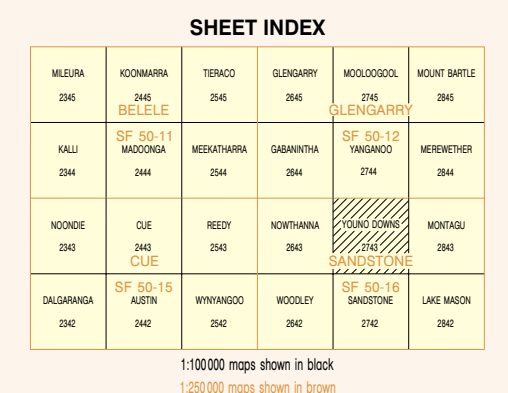 SHEET INDEX
MILEURA KOONMARRA TIERACO GLENGARRY MOOLOOGOOL MOUNT BARTLE
2345 2445 2545 2645 2745 2845
BELELE GLENGARRY
SF 50-11 SF 50-12
KALLI MADOONGA MEEKATHARRA GABANINTHA YANGANOO MEREWETHER
2344 2444 2544 2644 2744 2844
NOONDIE CUE REEDY NOWTHANNA YOUNO DOWNS MONTAGU
2343 2443 2543 2643 2743 2843
CUE SANDSTONE
SF 50-15 SF 50-16
DALGARANGA AUSTIN WYNYANGOO WOODLEY SANDSTONE LAKE MASON
2342 2442 2542 2642 2742 2842
1:100 000 maps shown in black
1:250 000 maps shown in brown